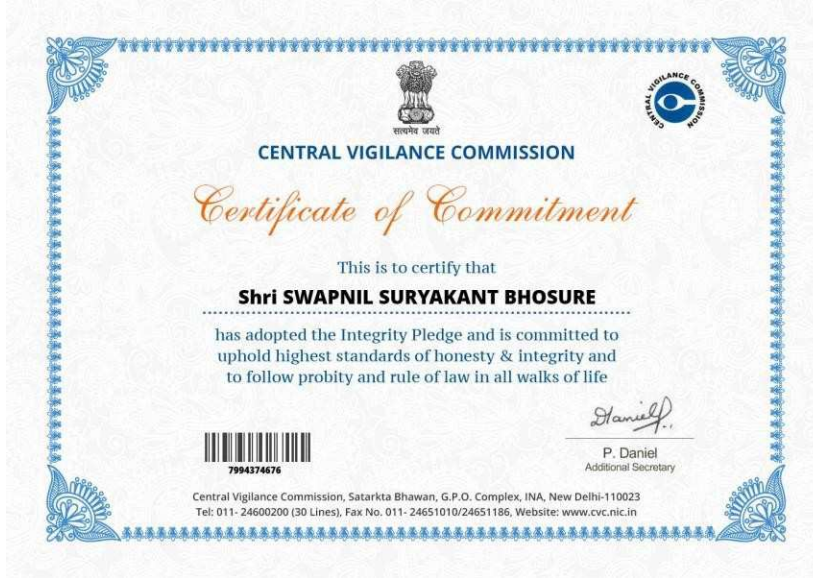 सत्यमेव जयते
CENTRAL VIGILANCE COMMISSION
CENTRAL VIGILANCE COMMISSION
Certificate of Commitment
This is to certify that
Shri SWAPNIL SURYAKANT BHOSURE
has adopted the Integrity Pledge and is committed to
uphold highest standards of honesty & integrity and
to follow probity and rule of law in all walks of life
DDaniel
P. Daniel
Additional Secretary
7994374676
Central Vigilance Commission, Satarkta Bhawan, G.P.O. Complex, INA, New Delhi-110023
Tel: 011- 24600200 (30 Lines), Fax No. 011- 24651010/24651186, Website: www.cvc.nic.in